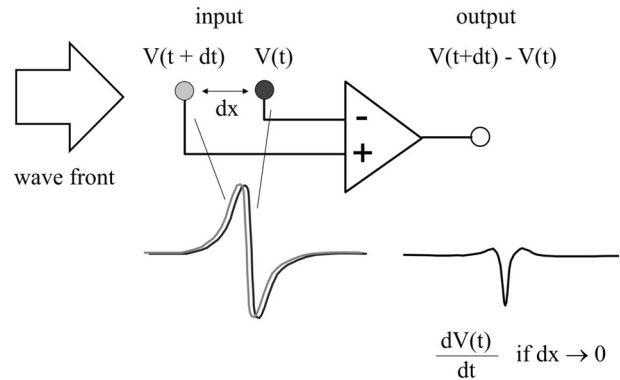 input
output
V(t + dt)
V(t)
V(t+dt) - V(t)
dx
-
+
wave front
dV(t)
dt
if dx → 0